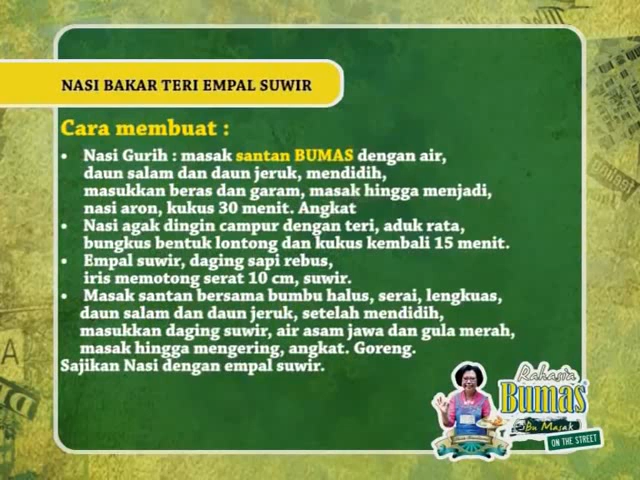 NASI BAKAR TERI EMPAL SUWIR
Cara membuat :
• Nasi Gurih : masak santan BUMAS dengan air,
daun salam dan daun jeruk, mendidih,
masukkan beras dan garam, masak hingga menjadi,
nasi aron, kukus 30 menit. Angkat
• Nasi agak dingin campur dengan teri, aduk rata,
bungkus bentuk lontong dan kukus kembali 15 menit.
• Empal suwir, daging sapi rebus,
iris memotong serat 10 cm, suwir.
• Masak santan bersama bumbu halus, serai, lengkuas,
daun salam dan daun jeruk, setelah mendidih,
masukkan daging suwir, air asam jawa dan gula merah,
masak hingga mengering, angkat. Goreng.
Sajikan Nasi dengan empal suwir.
Rahasia
Bumas
Bu Masak
ON THE STREET
A